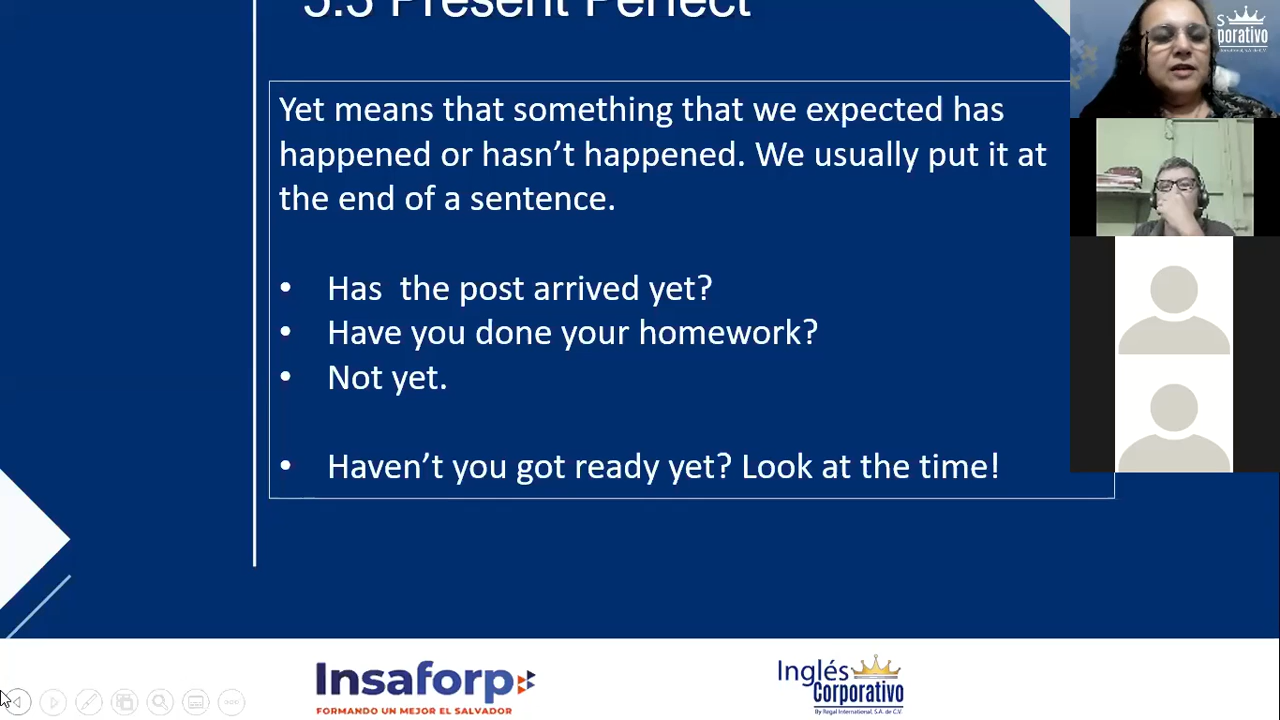 5.5 Present Perfect
Yet means that something that we expected has
happened or hasn't happened. We usually put it at
the end of a sentence.
• Has the post arrived yet?
• Have you done your homework?
• Not yet.
• Haven't you got ready yet? Look at the time!
S
porativo
Insaforp
FORMANDO UN MEJOR EL SALVADOR
Inglés
Corporativo
By Regal International, S.A. de C.V.